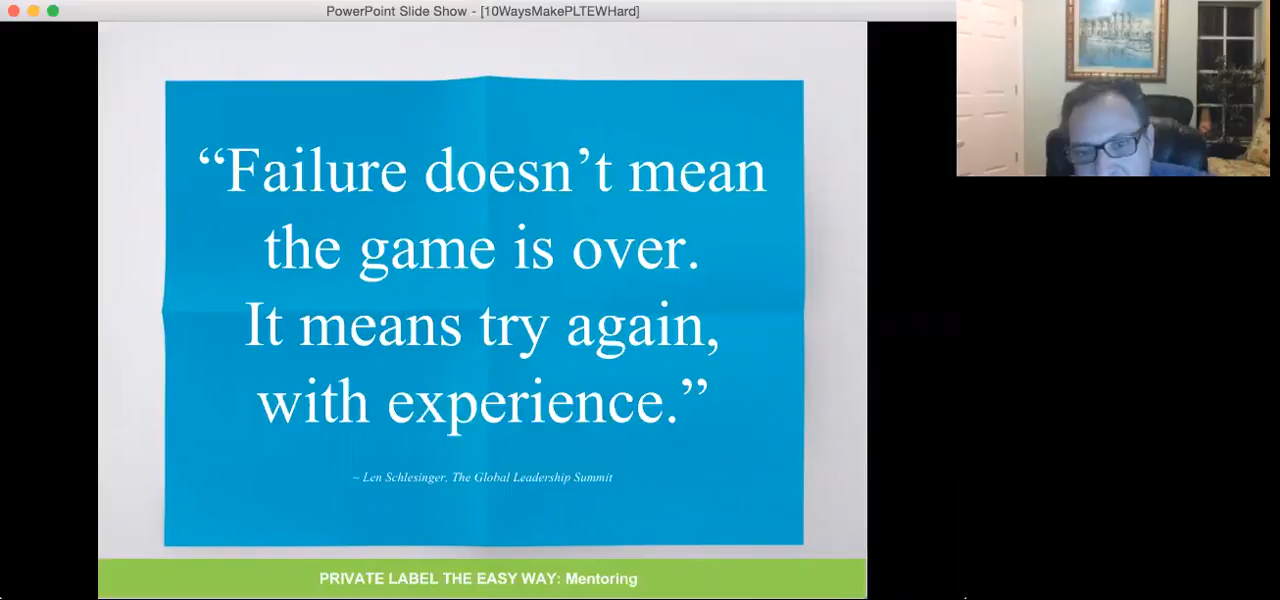 PowerPoint Slide Show - [10WaysMakePLTEWHard]
“Failure doesn’t mean
the game is over.
It means try again,
with experience.”
~ Len Schlesinger, The Global Leadership Summit
PRIVATE LABEL THE EASY WAY: Mentoring